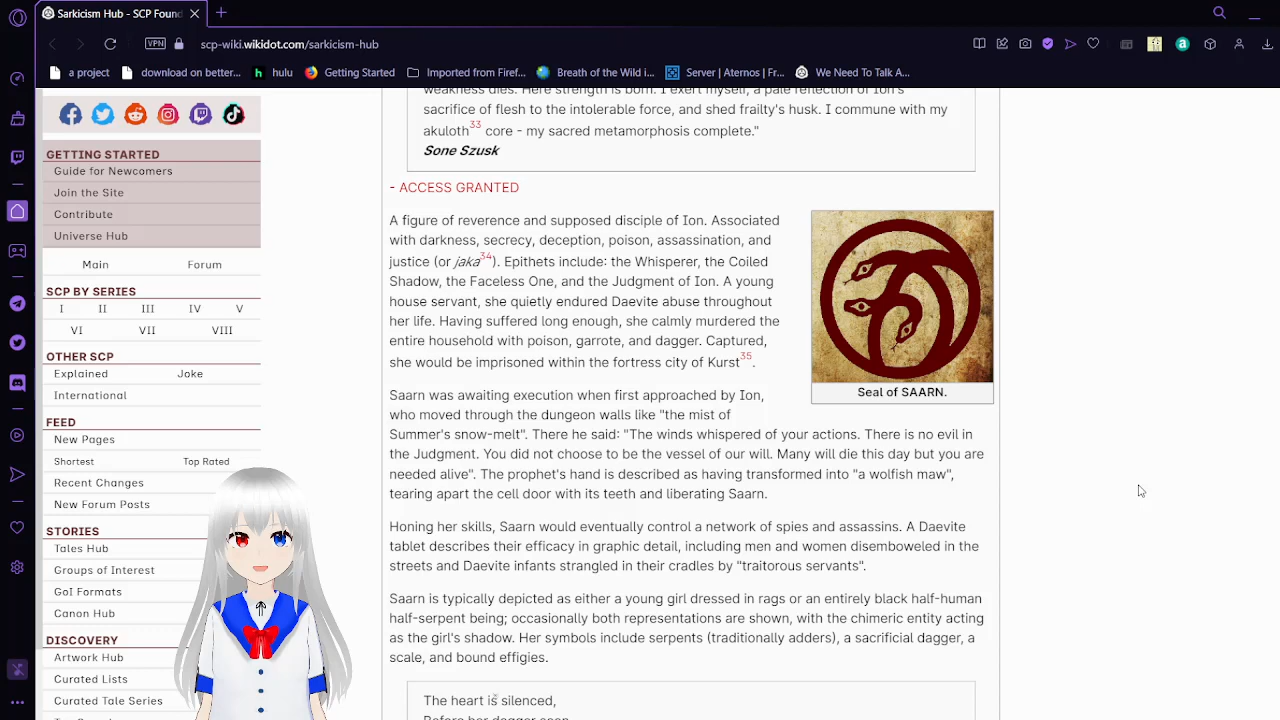 Sarkicism Hub - SCP Found
scp-wiki.wikidot.com/sarkicism-hub
VPN
a project
download on better...
hulu
Getting Started
Imported from Firef...
Breath of the Wild i...
Server | Aternos | Fr...
We Need To Talk A...
GETTING STARTED
Guide for Newcomers
Join the Site
Contribute
Universe Hub
Main Forum
SCP BY SERIES
I II III IV V
VI VII VIII
OTHER SCP
Explained Joke
International
FEED
New Pages
Shortest Top Rated
Recent Changes
New Forum Posts
STORIES
Tales Hub
Groups of Interest
GoI Formats
Canon Hub
DISCOVERY
Artwork Hub
Curated Lists
Curated Tale Series
weakness dies. Here strength is born. I exert myself, a pale reflection of Ion's
sacrifice of flesh to the intolerable force, and shed frailty's husk. I commune with my
akuloth33 core - my sacred metamorphosis complete."
Sone Szusk
- ACCESS GRANTED
A figure of reverence and supposed disciple of Ion. Associated
with darkness, secrecy, deception, poison, assassination, and
justice (or jaka34). Epithets include: the Whisperer, the Coiled
Shadow, the Faceless One, and the Judgment of Ion. A young
house servant, she quietly endured Daevite abuse throughout
her life. Having suffered long enough, she calmly murdered the
entire household with poison, garrote, and dagger. Captured,
she would be imprisoned within the fortress city of Kurst35.
Seal of SAARN.
Saarn was awaiting execution when first approached by Ion,
who moved through the dungeon walls like "the mist of
Summer's snow-melt". There he said: "The winds whispered of your actions. There is no evil in
the Judgment. You did not choose to be the vessel of our will. Many will die this day but you are
needed alive". The prophet's hand is described as having transformed into "a wolfish maw",
tearing apart the cell door with its teeth and liberating Saarn.
Honing her skills, Saarn would eventually control a network of spies and assassins. A Daevite
tablet describes their efficacy in graphic detail, including men and women disemboweled in the
streets and Daevite infants strangled in their cradles by "traitorous servants".
Saarn is typically depicted as either a young girl dressed in rags or an entirely black half-human
half-serpent being; occasionally both representations are shown, with the chimeric entity acting
as the girl's shadow. Her symbols include serpents (traditionally adders), a sacrificial dagger, a
scale, and bound effigies.
The heart is silenced,
Before her dagger seen